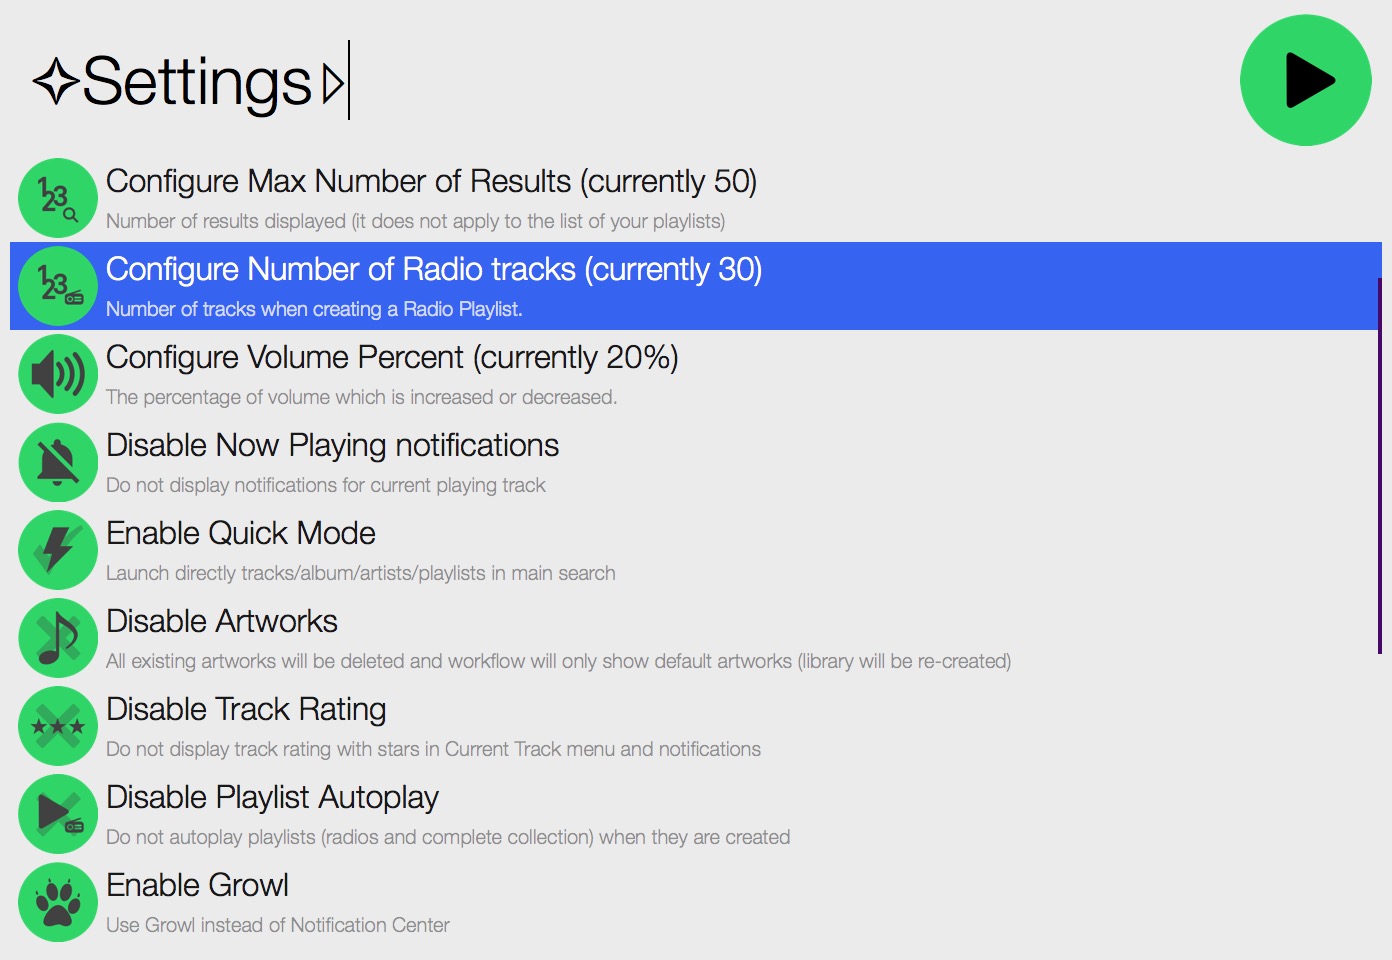 ✧Settings▷
123
Configure Max Number of Results (currently 50)
Number of results displayed (it does not apply to the list of your playlists)
123
Configure Number of Radio tracks (currently 30)
Number of tracks when creating a Radio Playlist.
Configure Volume Percent (currently 20%)
The percentage of volume which is increased or decreased.
Disable Now Playing notifications
Do not display notifications for current playing track
Enable Quick Mode
Launch directly tracks/album/artists/playlists in main search
Disable Artworks
All existing artworks will be deleted and workflow will only show default artworks (library will be re-created)
Disable Track Rating
Do not display track rating with stars in Current Track menu and notifications
Disable Playlist Autoplay
Do not autoplay playlists (radios and complete collection) when they are created
Enable Growl
Use Growl instead of Notification Center